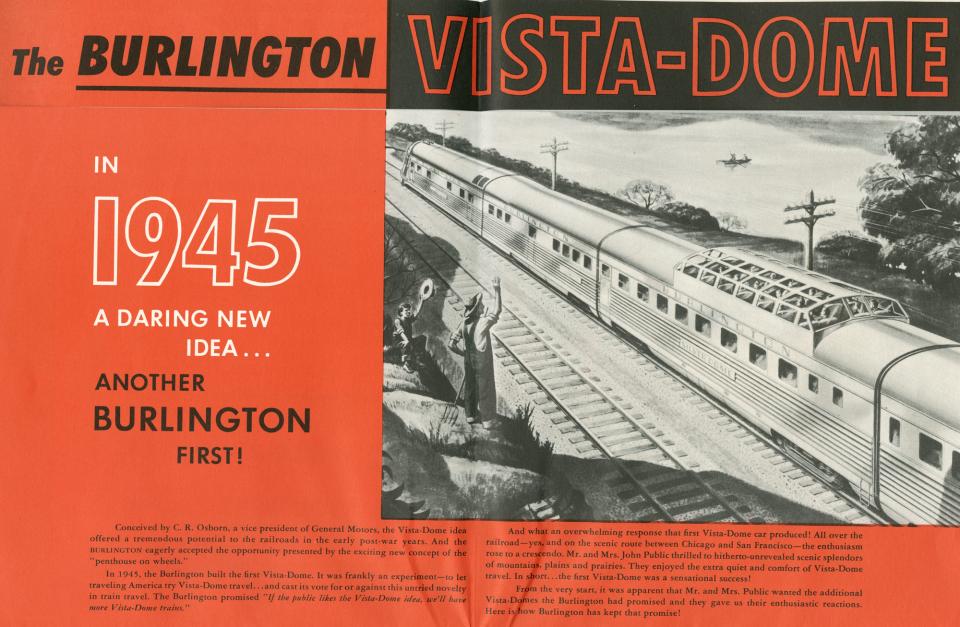 The BURLINGTON VISTA-DOME
IN
1945
A DARING NEW
IDEA...
ANOTHER
BURLINGTON
FIRST!
BURLINGTON
Conceived by C. R. Osborn, a vice president of General Motors, the Vista-Dome idea
offered a tremendous potential to the railroads in the early post-war years. And the
BURLINGTON eagerly accepted the opportunity presented by the exciting new concept of the
"penthouse on wheels."
In 1945, the Burlington built the first Vista-Dome. It was frankly an experiment—to let
traveling America try Vista-Dome travel...and cast its vote for or against this untried novelty
in train travel. The Burlington promised "If the public likes the Vista-Dome idea, we'll have
more Vista-Dome trains."
And what an overwhelming response that first Vista-Dome car produced! All over the
railroad—yes, and on the scenic route between Chicago and San Francisco—the enthusiasm
rose to a crescendo. Mr. and Mrs. John Public thrilled to hitherto-unrevealed scenic splendors
of mountains, plains and prairies. They enjoyed the extra quiet and comfort of Vista-Dome
travel. In short...the first Vista-Dome was a sensational success!
From the very start, it was apparent that Mr. and Mrs. Public wanted the additional
Vista-Domes the Burlington had promised and they gave us their enthusiastic reactions.
Here is how Burlington has kept that promise!